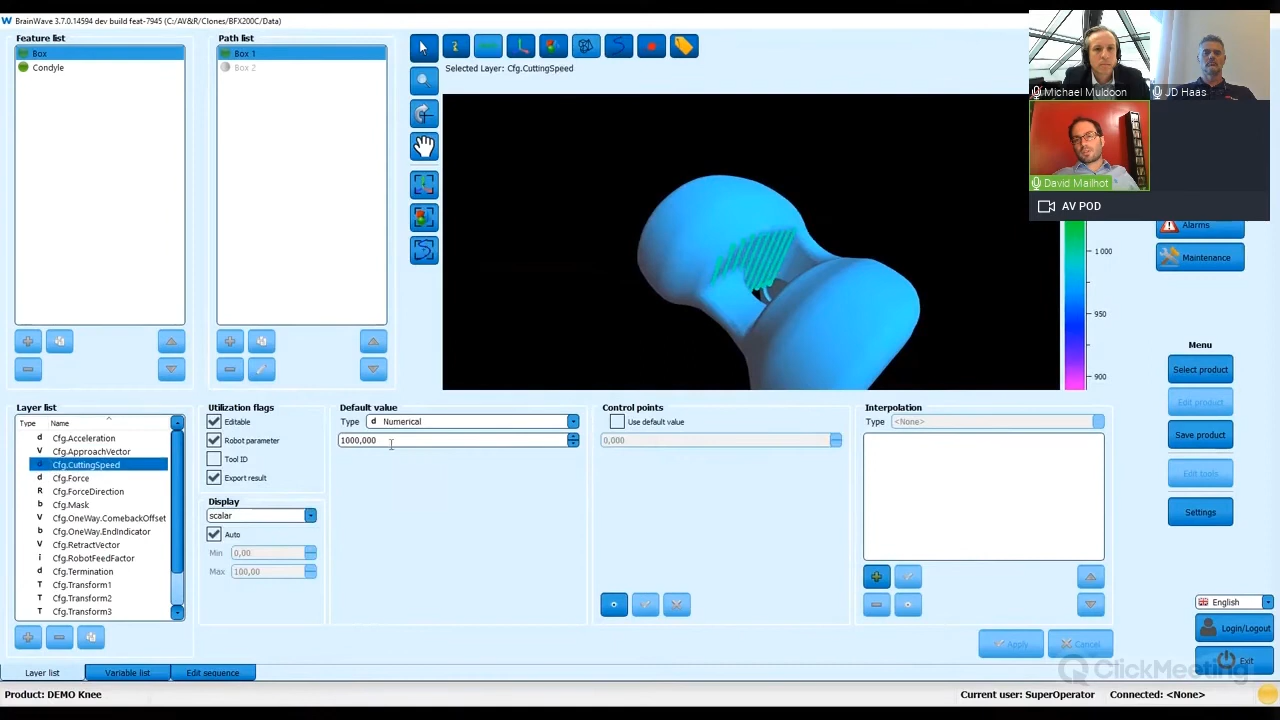 BrainWave 3.7.0.14594 dev build feat-7945 (C:/AV&R/Clones/BFX200C/Data)
Feature list
Box
Condyle
Path list
Box 1
Box 2
Selected Layer: Cfg.CuttingSpeed
1 000
950
900
Michael Muldoon
JD Haas
David Mailhot
AV POD
Alarms
Maintenance
Menu
Select product
Edit product
Save product
Edit tools
Settings
Layer list
Type Name
d Cfg.Acceleration
V Cfg.ApproachVector
d Cfg.CuttingSpeed
d Cfg.Force
R Cfg.ForceDirection
b Cfg.Mask
V Cfg.OneWay.ComebackOffset
b Cfg.OneWay.EndIndicator
V Cfg.RetractVector
i Cfg.RobotFeedFactor
d Cfg.Termination
T Cfg.Transform1
T Cfg.Transform2
T Cfg.Transform3
Utilization flags
Editable
Robot parameter
Tool ID
Export result
Display
scalar
Auto
Min 0,00
Max 100,00
Default value
Type d Numerical
1000,000
Control points
Use default value
0,000
Interpolation
Type <None>
Apply
Cancel
English
Login/Logout
Exit
ClickMeeting
Layer list
Variable list
Edit sequence
Product: DEMO Knee
Current user: SuperOperator
Connected: <None>